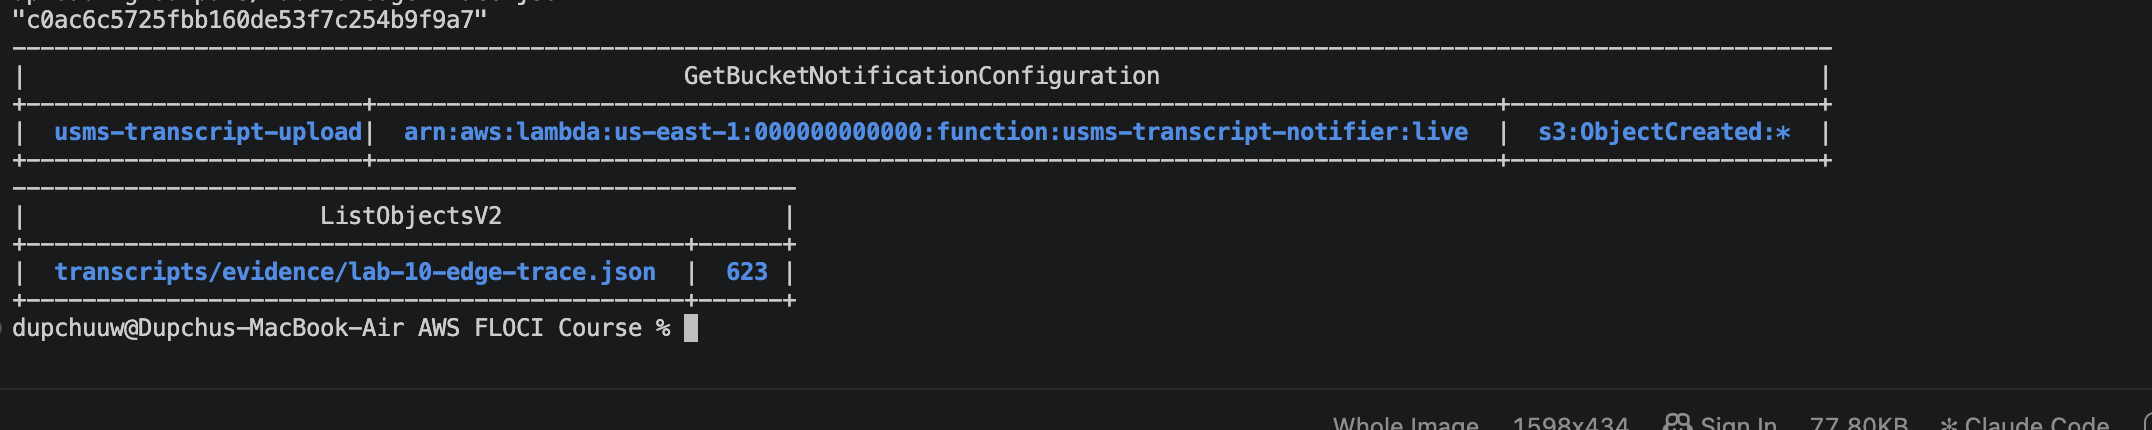 "c0ac6c5725fbb160de53f7c254b9f9a7"
GetBucketNotificationConfiguration
usms-transcript-upload| arn:aws:lambda:us-east-1:000000000000:function:usms-transcript-notifier:live | s3:ObjectCreated:* |
ListObjectsV2
transcripts/evidence/lab-10-edge-trace.json | 623 |
dupchuuw@Dupchus-MacBook-Air AWS FLOCI Course %
Whole Image 1598x434 Sign In 77.80KB Claude Code